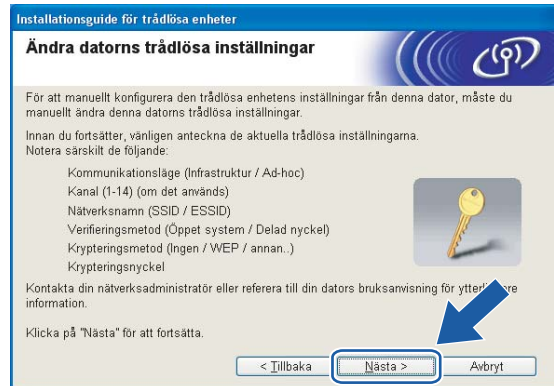 Installationsguide för trådlösa enheter
Ändra datorns trådlösa inställningar
För att manuellt konfigurera den trådlösa enhetens inställningar från denna dator, måste du
manuellt ändra denna datorns trådlösa inställningar.
Innan du fortsätter, vänligen anteckna de aktuella trådlösa inställningarna.
Notera särskilt de följande:
Kommunikationsläge (Infrastruktur / Ad-hoc)
Kanal (1-14) (om det används)
Nätverksnamn (SSID / ESSID)
Verifieringsmetod (Öppet system / Delad nyckel)
Krypteringsmetod (Ingen / WEP / annan..)
Krypteringsnyckel
Kontakta din nätverksadministratör eller referera till din dators bruksanvisning för
information.
Klicka på "Nästa" för att fortsätta.
< Tillbaka
Nästa >
Avbryt